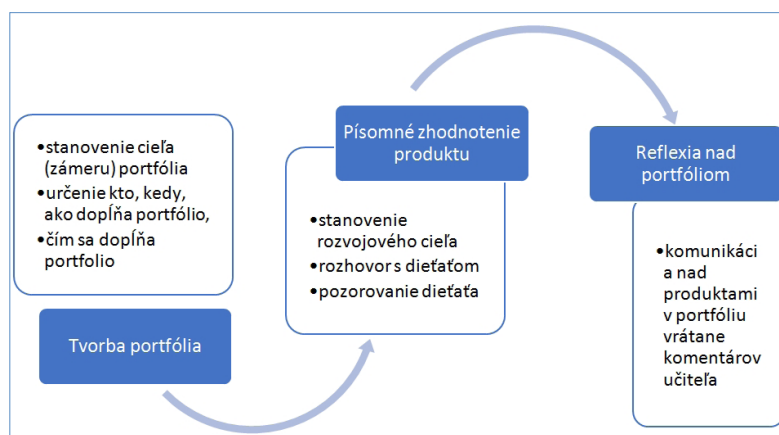 •stanovenie cieľa
(zámeru) portfólia
•určenie kto, kedy,
ako dopĺňa portfólio,
•čím sa dopĺňa
portfolio
Tvorba portfólia
Písomné zhodnotenie
produktu
•stanovenie
rozvojového cieľa
•rozhovor s dieťaťom
•pozorovanie dieťaťa
Reflexia nad
portfóliom
•komunikáci
a nad
produktami
v portfóliu
vrátane
komentárov
učiteľa